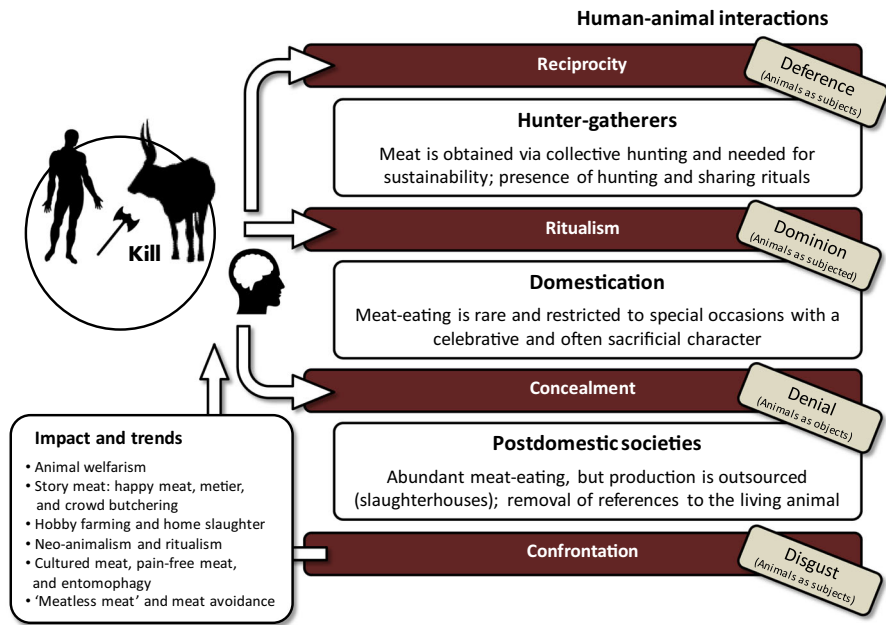 Human-animal interactions
Reciprocity
Deference
(Animals as subjects)
Hunter-gatherers
Meat is obtained via collective hunting and needed for
sustainability; presence of hunting and sharing rituals
Kill
Ritualism
Dominion
(Animals as subjected)
Domestication
Meat-eating is rare and restricted to special occasions with a
celebrative and often sacrificial character
Concealment
Denial
(Animals as objects)
Postdomestic societies
Abundant meat-eating, but production is outsourced
(slaughterhouses); removal of references to the living animal
Confrontation
Disgust
(Animals as subjects)
Impact and trends
• Animal welfarism
• Story meat: happy meat, metier,
and crowd butchering
• Hobby farming and home slaughter
• Neo-animalism and ritualism
• Cultured meat, pain-free meat,
and entomophagy
• ‘Meatless meat’ and meat avoidance